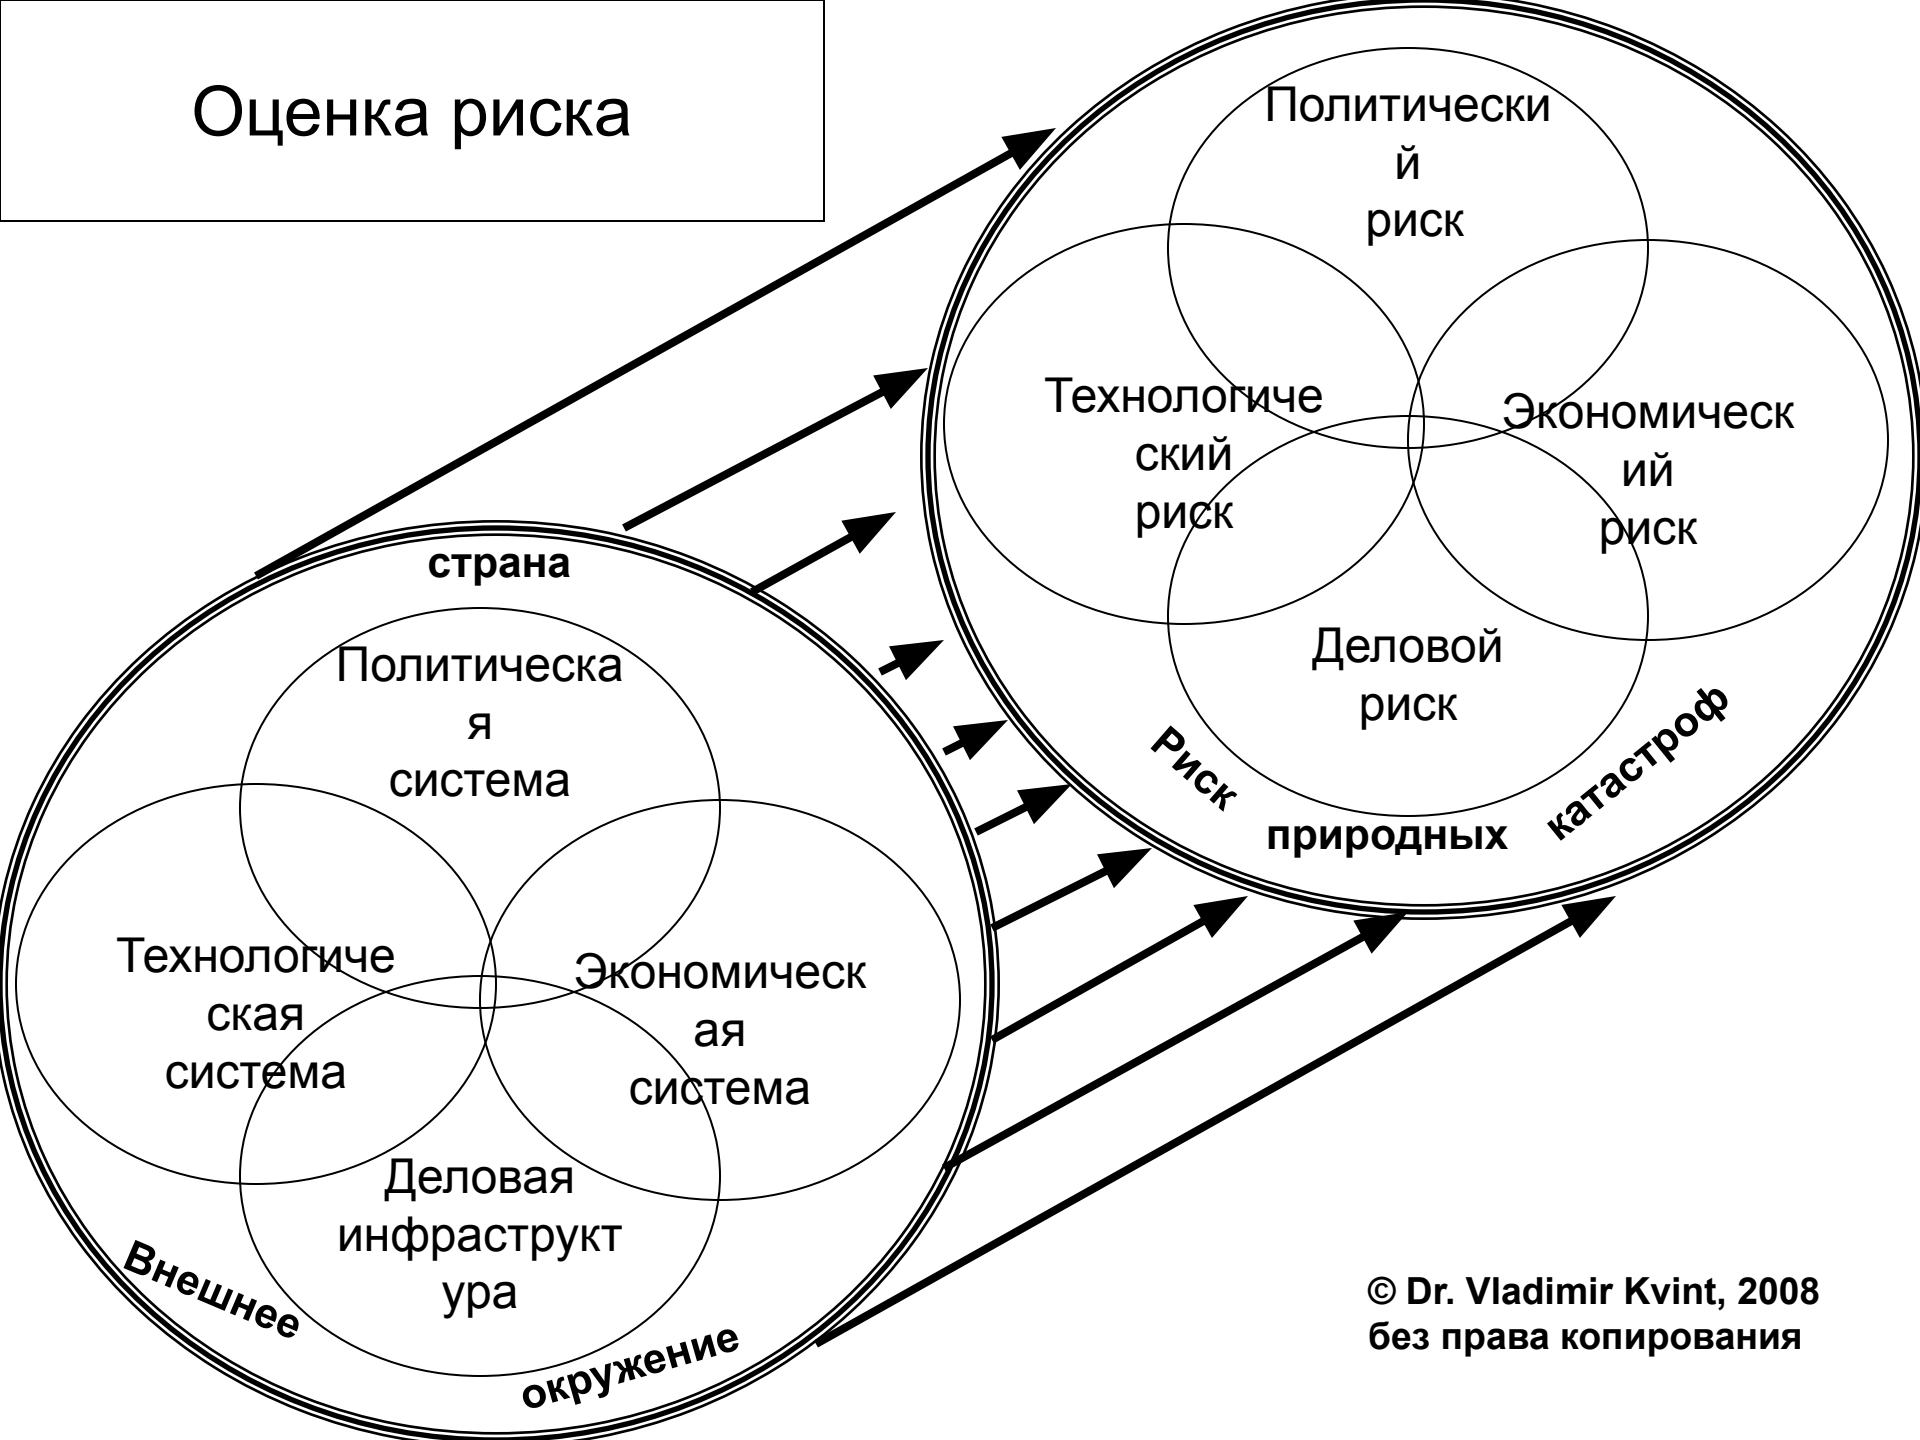 Оценка риска
Политически
й
риск
Технологиче
ский
риск
Экономическ
ий
риск
Деловой
риск
Риск
природных
катастроф
страна
Политическа
я
система
Технологиче
ская
система
Экономическ
ая
система
Деловая
инфраструкт
ура
Внешнее
окружение
© Dr. Vladimir Kvint, 2008
без права копирования